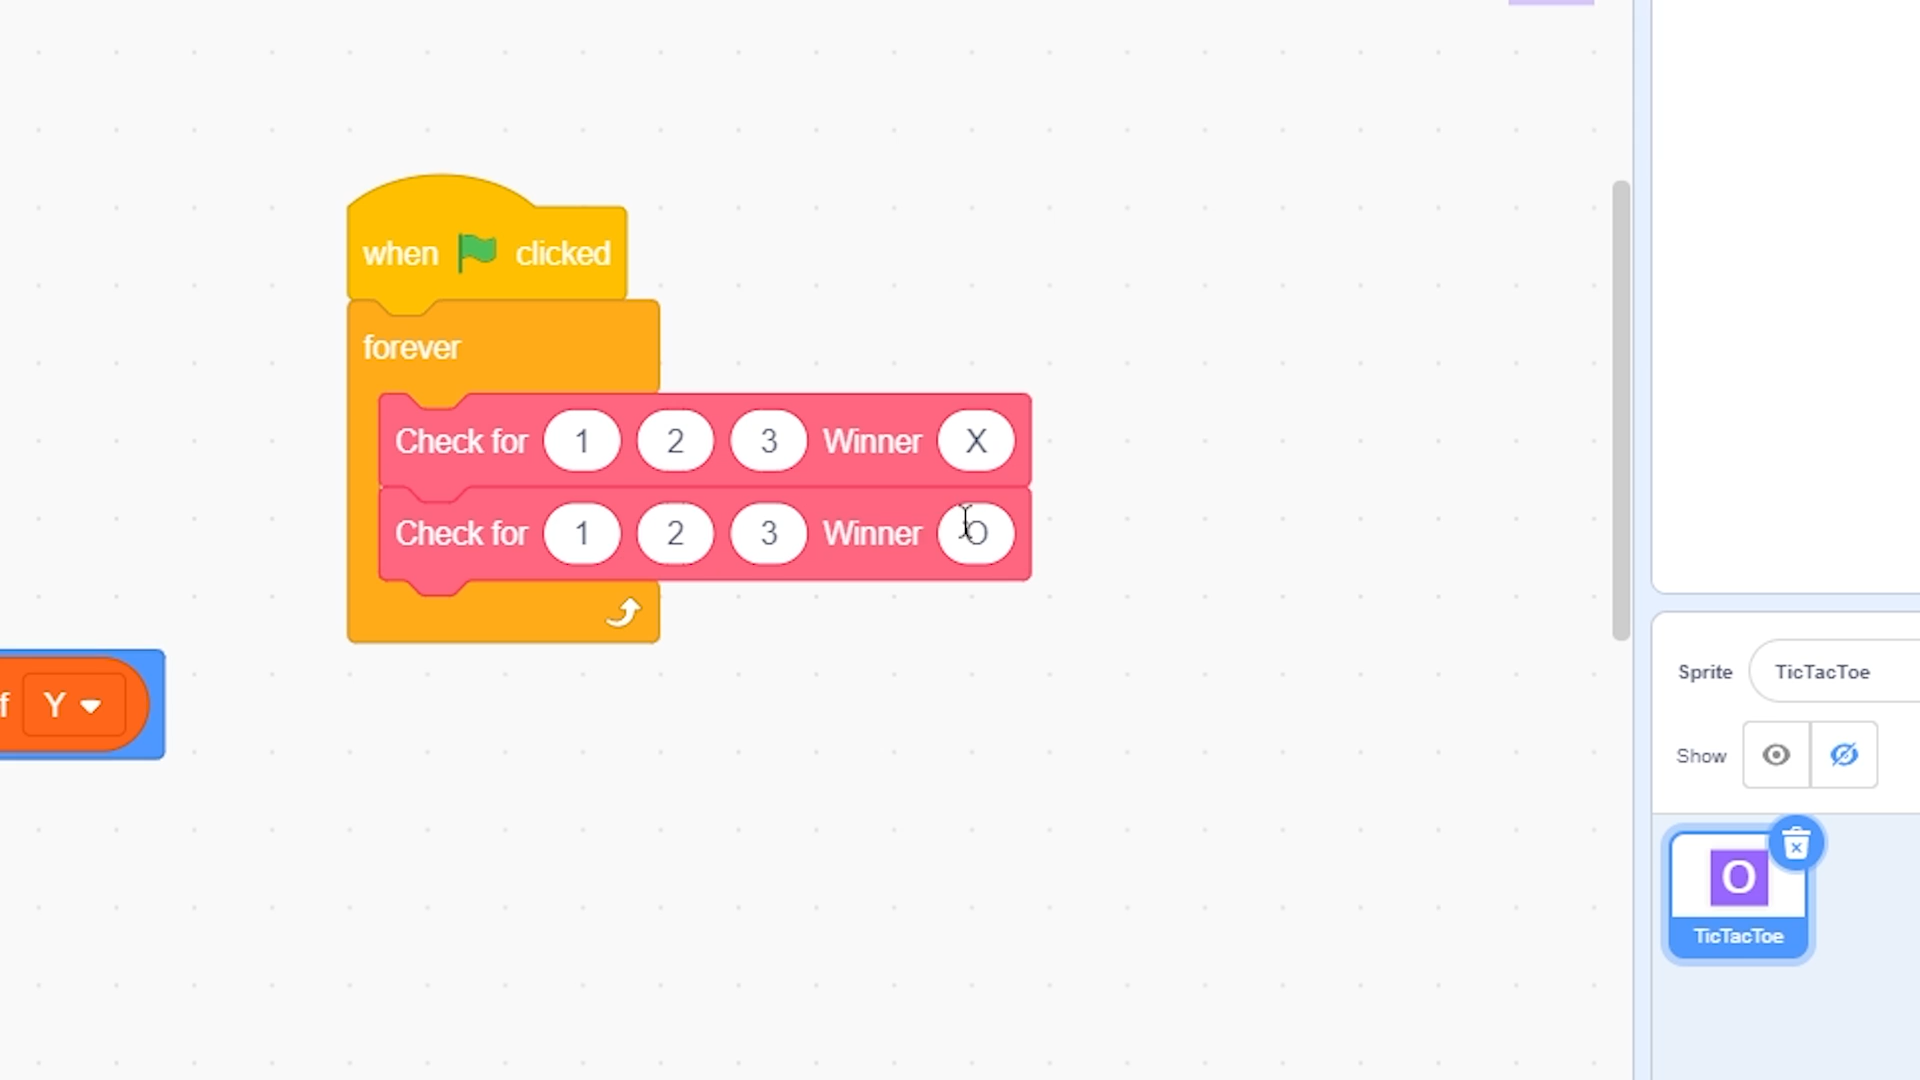 when clicked
forever
Check for 1 2 3 Winner X
Check for 1 2 3 Winner O
f Y
Sprite TicTacToe
Show
O
TicTacToe